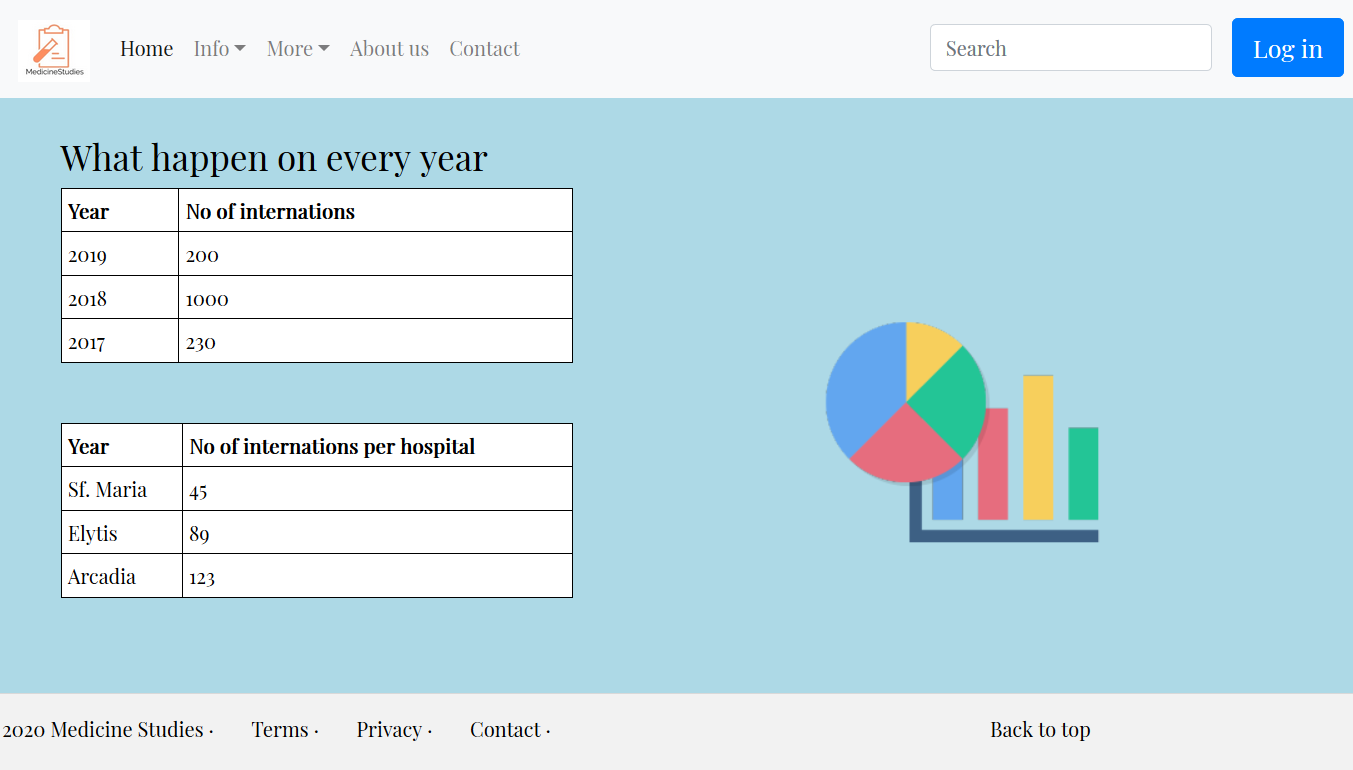 MedicineStudies
Home Info More About us Contact Search Log in
What happen on every year
Year No of internations
2019 200
2018 1000
2017 230
Year No of internations per hospital
Sf. Maria 45
Elytis 89
Arcadia 123
2020 Medicine Studies · Terms · Privacy · Contact · Back to top